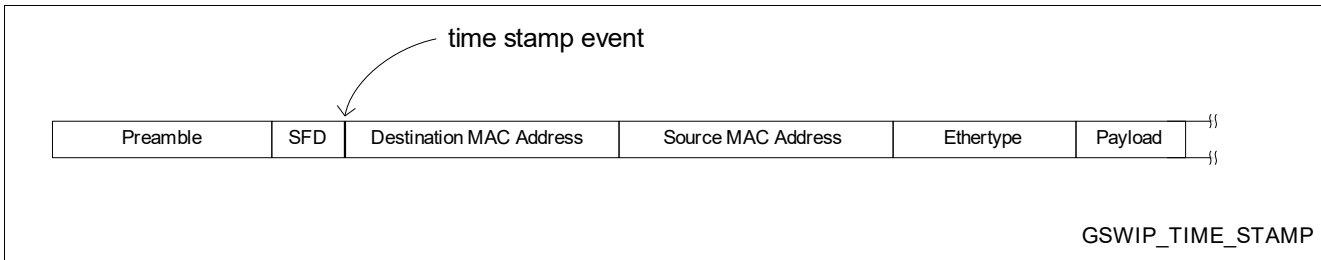 time stamp event
Preamble SFD Destination MAC Address Source MAC Address Ethertype Payload
GSWIP_TIME_STAMP